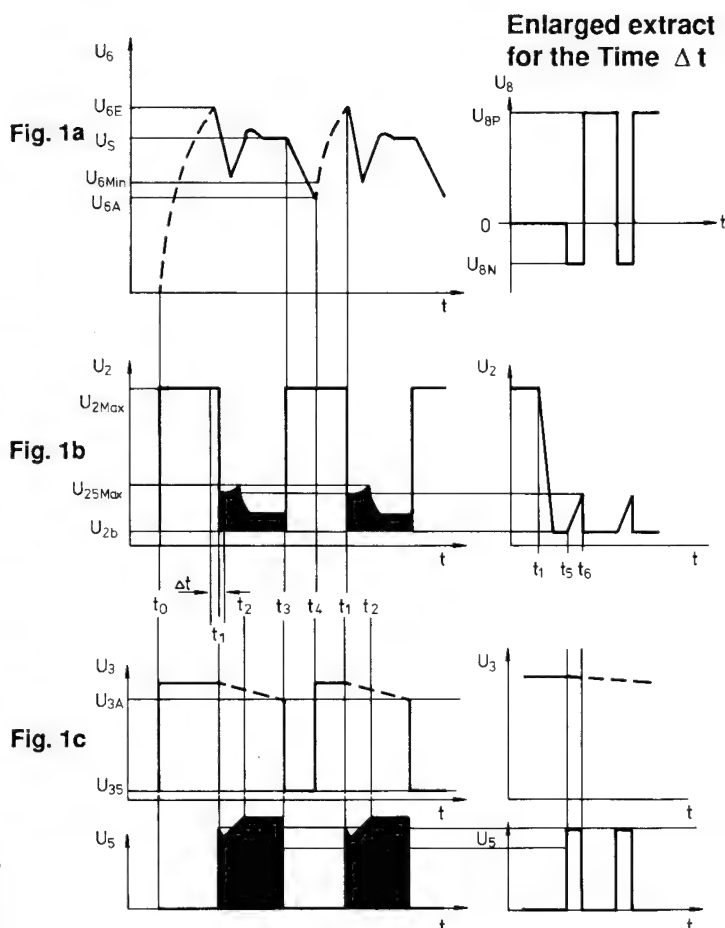 Enlarged extract
for the Time Δ t
Fig. 1a
U6
U6E
US
U6Min
U6A
t
U8
U8P
0
U8N
t
Fig. 1b
U2
U2Max
U25Max
U2b
t
Δt
t0
t1
t2
t3
t4
t1
t2
U2
t1
t5
t6
t
Fig. 1c
U3
U3A
U35
t
U5
t
U3
t
U5
t